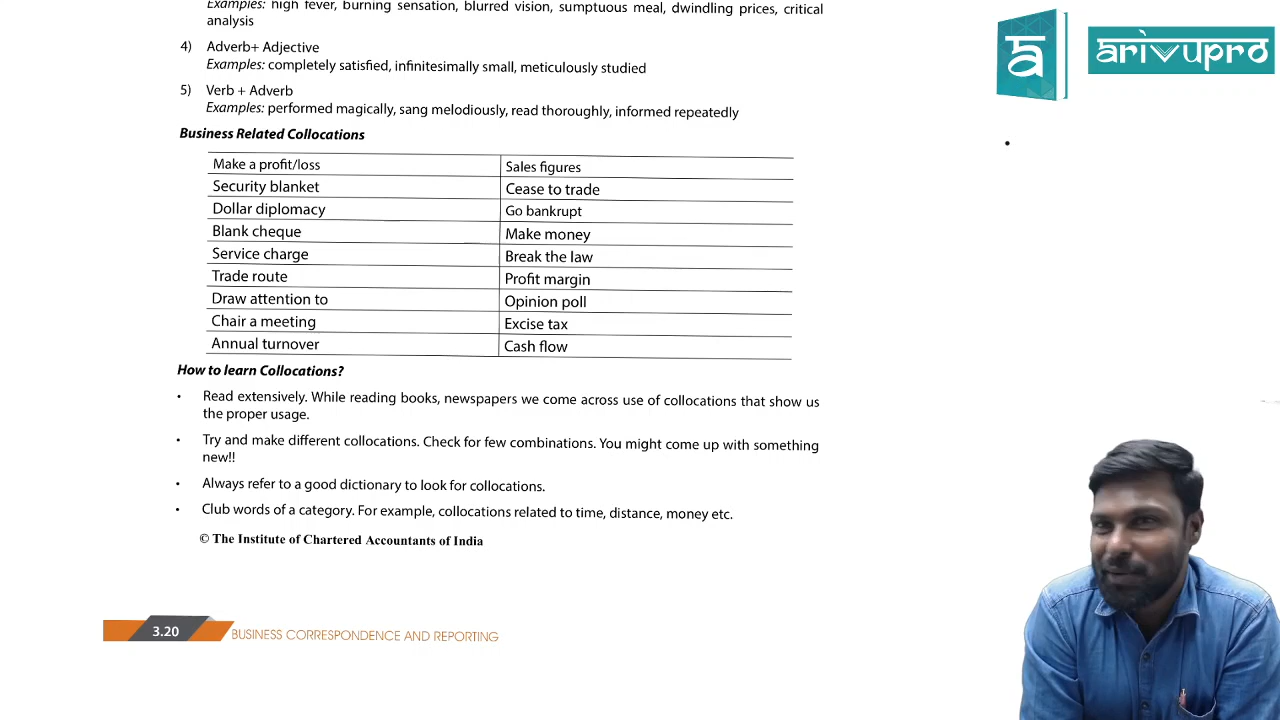 Examples: high fever, burning sensation, blurred vision, sumptuous meal, dwindling prices, critical
analysis
4) Adverb+ Adjective
Examples: completely satisfied, infinitesimally small, meticulously studied
5) Verb + Adverb
Examples: performed magically, sang melodiously, read thoroughly, informed repeatedly
Business Related Collocations
Make a profit/loss Sales figures
Security blanket Cease to trade
Dollar diplomacy Go bankrupt
Blank cheque Make money
Service charge Break the law
Trade route Profit margin
Draw attention to Opinion poll
Chair a meeting Excise tax
Annual turnover Cash flow
How to learn Collocations?
• Read extensively. While reading books, newspapers we come across use of collocations that show us
the proper usage.
• Try and make different collocations. Check for few combinations. You might come up with something
new!!
• Always refer to a good dictionary to look for collocations.
• Club words of a category. For example, collocations related to time, distance, money etc.
© The Institute of Chartered Accountants of India
3.20 BUSINESS CORRESPONDENCE AND REPORTING
arivupro